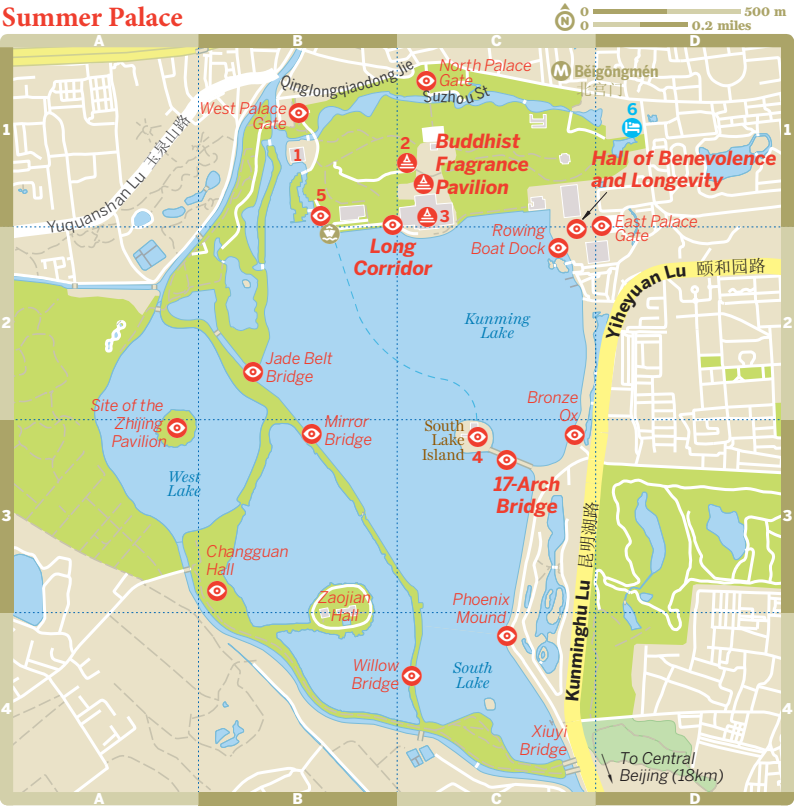 Summer Palace
N
0 500 m
0 0.2 miles
A B C D
Qinglongqiaodong Jie
North Palace
Gate
Suzhou St
M Běigōngmén
北宫门
West Palace
Gate
6
1
1
2
1
Buddhist
Fragrance
Pavilion
Hall of Benevolence
and Longevity
Yuquanshan Lu 玉泉山路
5
3
Long
Corridor
Rowing
Boat Dock
East Palace
Gate
Yiheyuan Lu 颐和园路
2
2
Kunming
Lake
Jade Belt
Bridge
Site of the
Zhijing
Pavilion
Mirror
Bridge
South
Lake
Island
4
Bronze
Ox
17-Arch
Bridge
West
Lake
3
3
Kunminghu Lu 昆明湖路
Changguan
Hall
Zaojian
Hall
Phoenix
Mound
Willow
Bridge
South
Lake
4
4
Xiuyi
Bridge
To Central
Beijing (18km)
A B C D